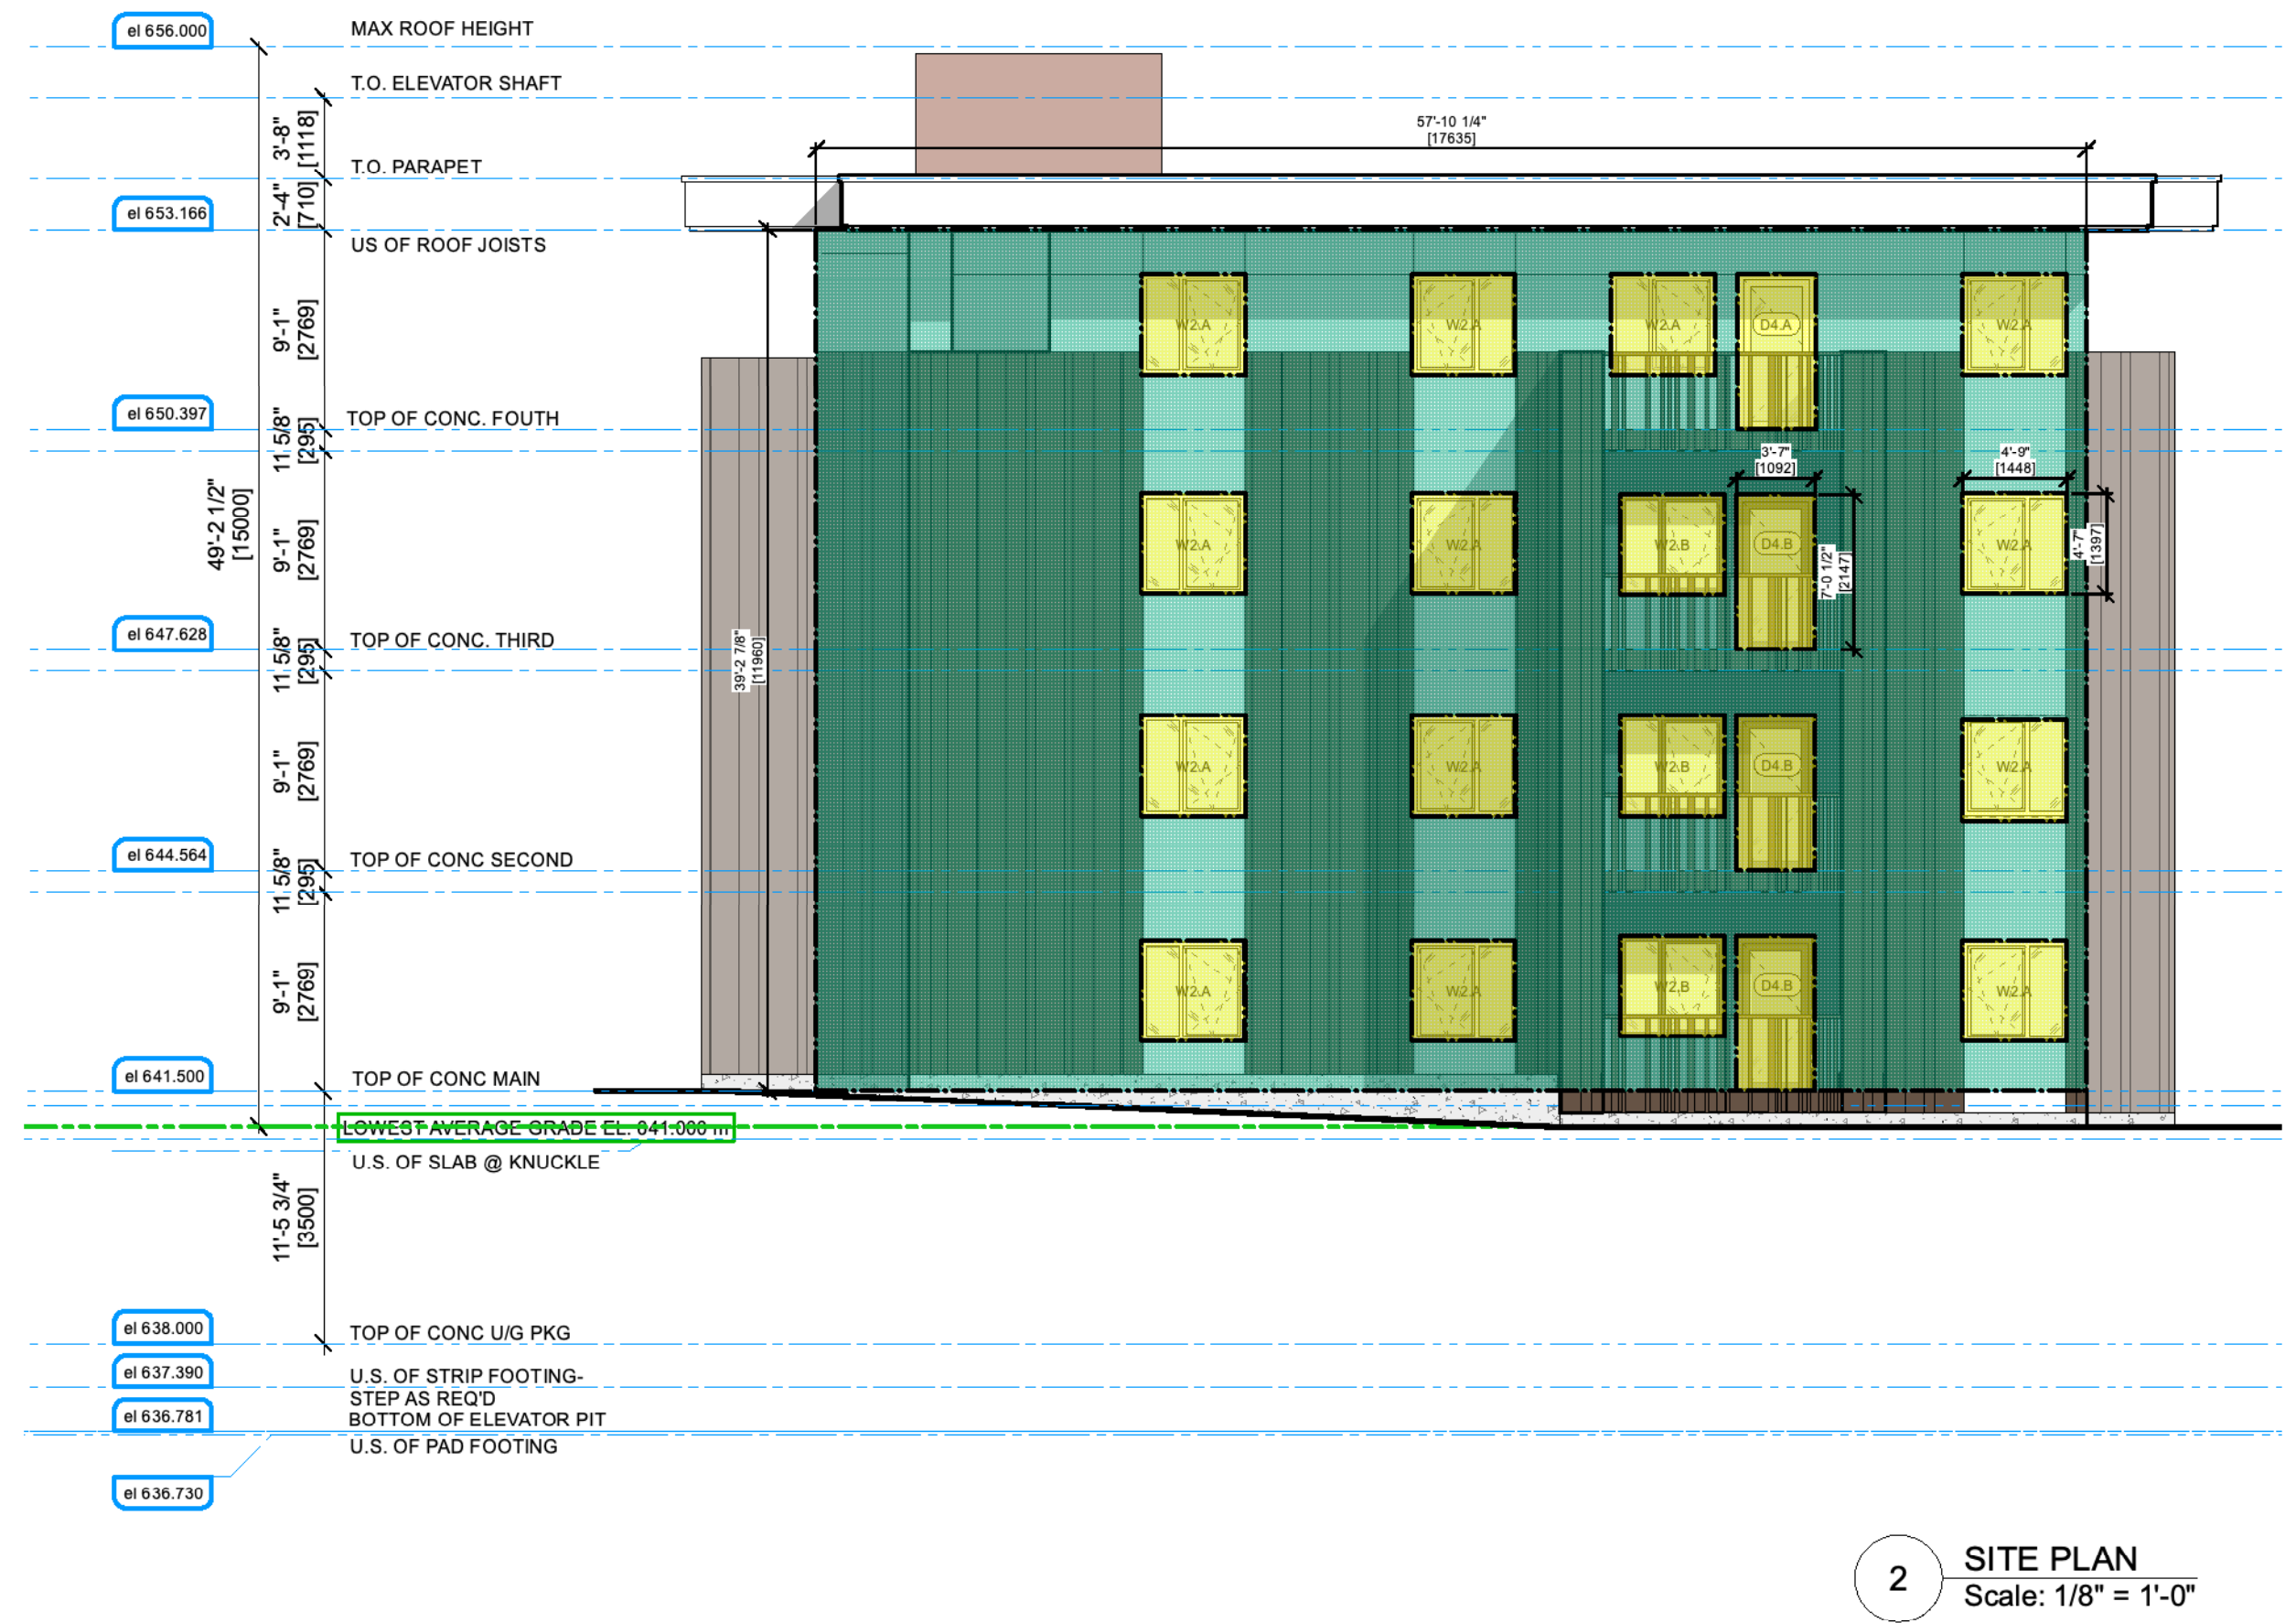 el 656.000
MAX ROOF HEIGHT
T.O. ELEVATOR SHAFT
3'-8"
[1118]
57'-10 1/4"
[17635]
T.O. PARAPET
2'-4"
[710]
el 653.166
US OF ROOF JOISTS
9'-1"
[2769]
W2.A
W2.A
W2.A
D4.A
W2.A
el 650.397
TOP OF CONC. FOUTH
11 5/8"
[295]
3'-7"
[1092]
4'-9"
[1448]
49'-2 1/2"
[15000]
9'-1"
[2769]
W2.A
W2.A
W2.B
D4.B
W2.A
7'-0 1/2"
[2147]
4'-7"
[1397]
el 647.628
TOP OF CONC. THIRD
11 5/8"
[295]
39'-2 7/8"
[11960]
9'-1"
[2769]
W2.A
W2.A
W2.B
D4.B
W2.A
el 644.564
TOP OF CONC SECOND
11 5/8"
[295]
9'-1"
[2769]
W2.A
W2.A
W2.B
D4.B
W2.A
el 641.500
TOP OF CONC MAIN
LOWEST AVERAGE GRADE EL. 641.000 m
U.S. OF SLAB @ KNUCKLE
11'-5 3/4"
[3500]
el 638.000
TOP OF CONC U/G PKG
el 637.390
U.S. OF STRIP FOOTING-
STEP AS REQ'D
el 636.781
BOTTOM OF ELEVATOR PIT
U.S. OF PAD FOOTING
el 636.730
2
SITE PLAN
Scale: 1/8" = 1'-0"